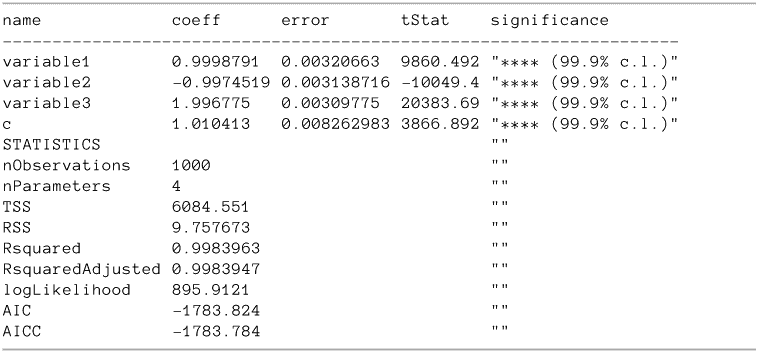 name coeff error tStat significance
-------------------------------------------------------------------
variable1 0.9998791 0.00320663 9860.492 "**** (99.9% c.l.)"
variable2 -0.9974519 0.003138716 -10049.4 "**** (99.9% c.l.)"
variable3 1.996775 0.00309775 20383.69 "**** (99.9% c.l.)"
c 1.010413 0.008262983 3866.892 "**** (99.9% c.l.)"
STATISTICS ""
nObservations 1000 ""
nParameters 4 ""
TSS 6084.551 ""
RSS 9.757673 ""
Rsquared 0.9983963 ""
RsquaredAdjusted 0.9983947 ""
logLikelihood 895.9121 ""
AIC -1783.824 ""
AICC -1783.784 ""